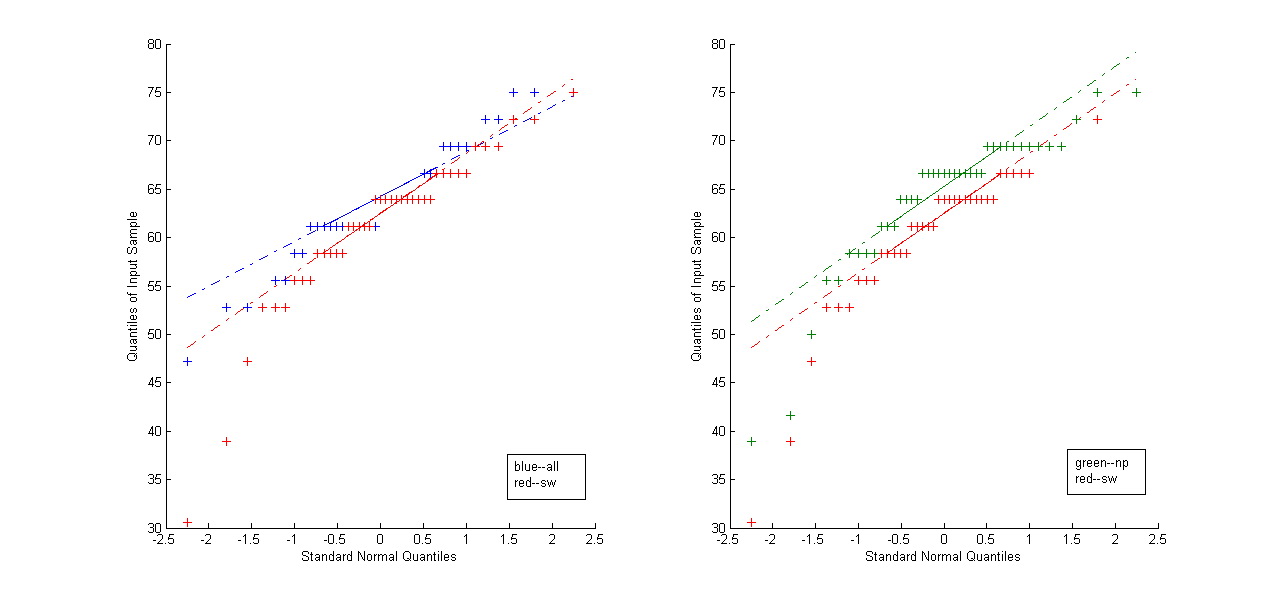 80
75
70
65
60
55
50
45
40
35
30
Quantiles of Input Sample
-2.5 -2 -1.5 -1 -0.5 0 0.5 1 1.5 2 2.5
Standard Normal Quantiles
blue--all
red--sw
80
75
70
65
60
55
50
45
40
35
30
Quantiles of Input Sample
-2.5 -2 -1.5 -1 -0.5 0 0.5 1 1.5 2 2.5
Standard Normal Quantiles
green--np
red--sw